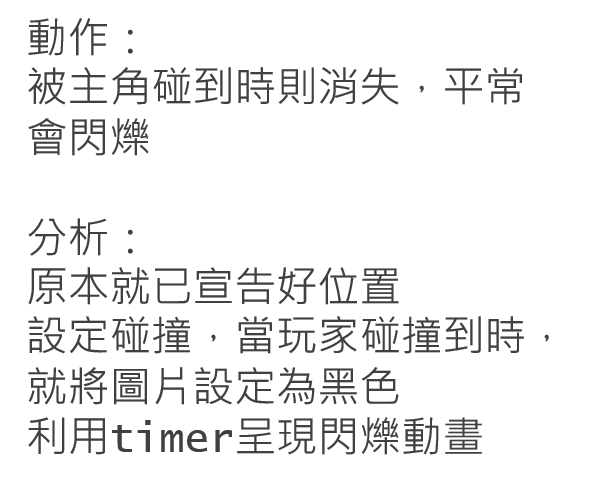 動作：
被主角碰到時則消失，平常
會閃爍

分析：
原本就已宣告好位置
設定碰撞，當玩家碰撞到時，
就將圖片設定為黑色
利用timer呈現閃爍動畫